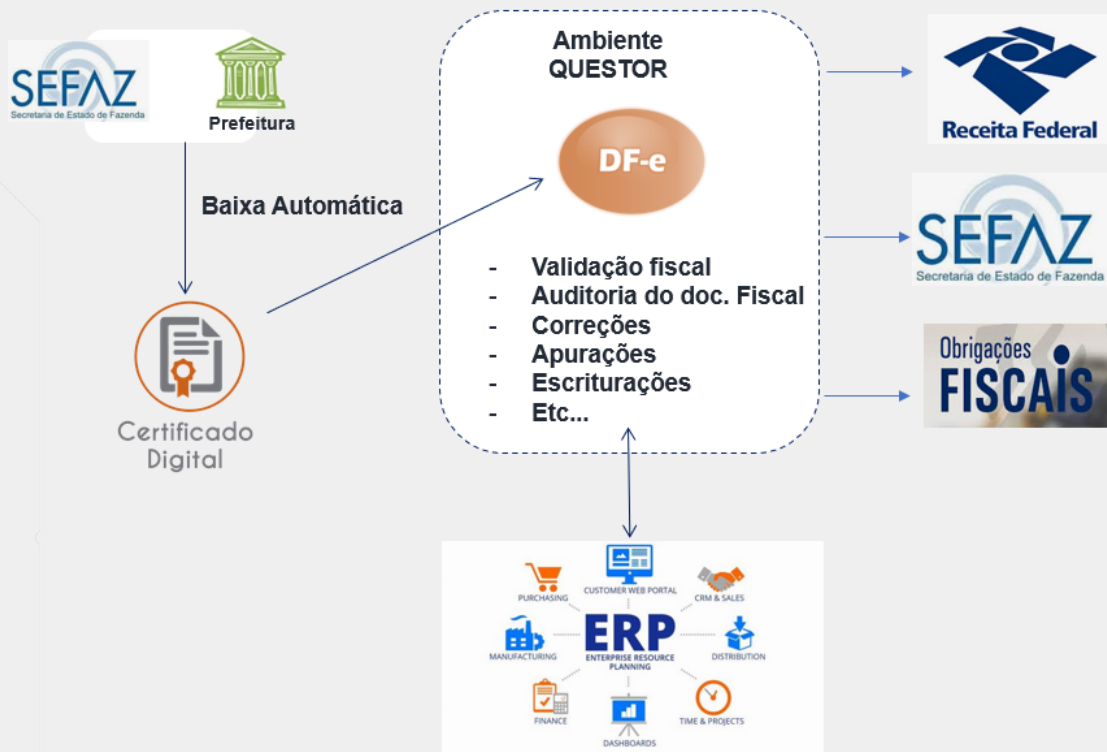 SEFAZ
Secretaria de Estado de Fazenda
Prefeitura
Baixa Automática
Certificado
Digital
Ambiente
QUESTOR
DF-e
- Validação fiscal
- Auditoria do doc. Fiscal
- Correções
- Apurações
- Escriturações
- Etc...
Receita Federal
SEFAZ
Secretaria de Estado de Fazenda
Obrigações
FISCAIS
CUSTOMER WEB PORTAL
PURCHASING
CRM & SALES
ERP
ENTERPRISE RESOURCE
PLANNING
MANUFACTURING
DISTRIBUTION
FINANCE
TIME & PROJECTS
DASHBOARDS